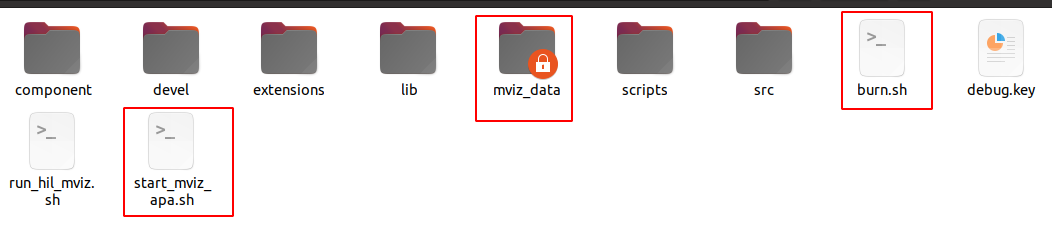 component
devel
extensions
lib
mviz_data
scripts
src
burn.sh
debug.key
run_hil_mviz.
sh
start_mviz_
apa.sh